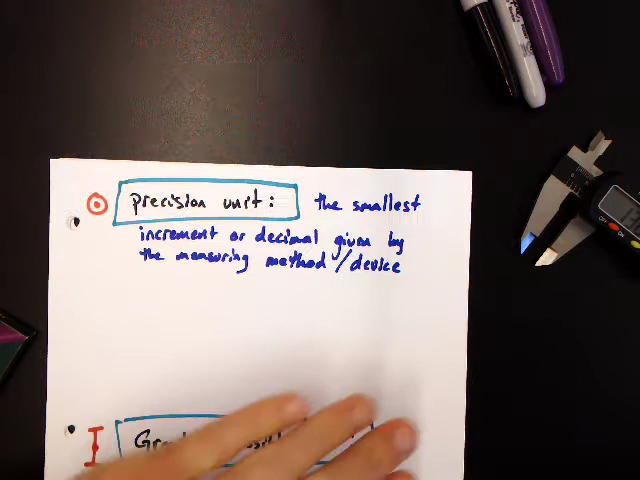 precision unit: the smallest
increment or decimal given by
the measuring method/device